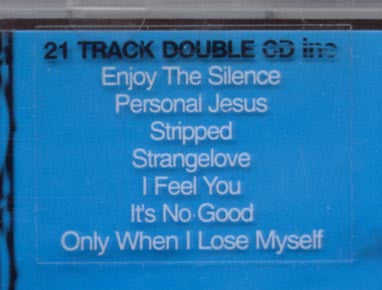 21 TRACK DOUBLE CD inc
Enjoy The Silence
Personal Jesus
Stripped
Strangelove
I Feel You
It's No Good
Only When I Lose Myself